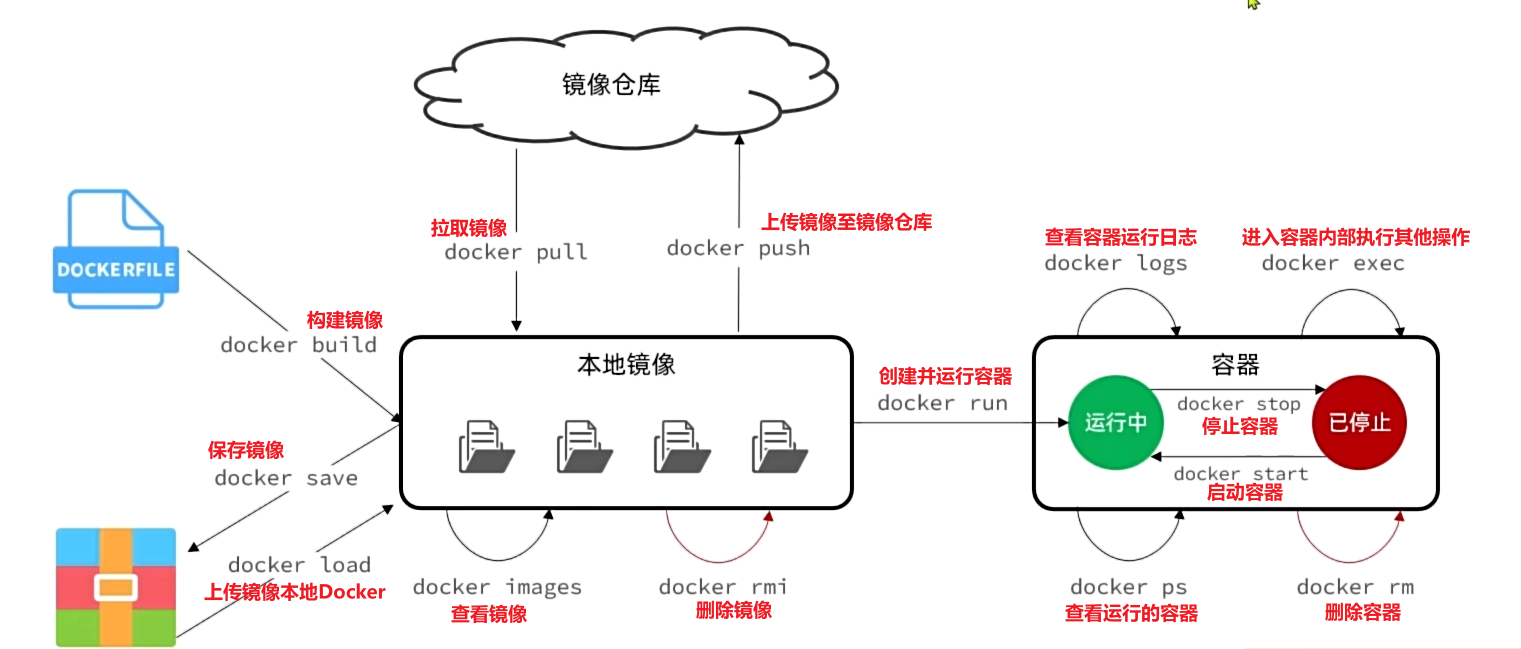 镜像仓库
拉取镜像
docker pull
上传镜像至镜像仓库
docker push
DOCKERFILE
构建镜像
docker build
查看容器运行日志
docker logs
进入容器内部执行其他操作
docker exec
本地镜像
创建并运行容器
docker run
容器
运行中
docker stop
停止容器
已停止
docker start
启动容器
保存镜像
docker save
docker load
上传镜像本地Docker
docker images
查看镜像
docker rmi
删除镜像
docker ps
查看运行的容器
docker rm
删除容器